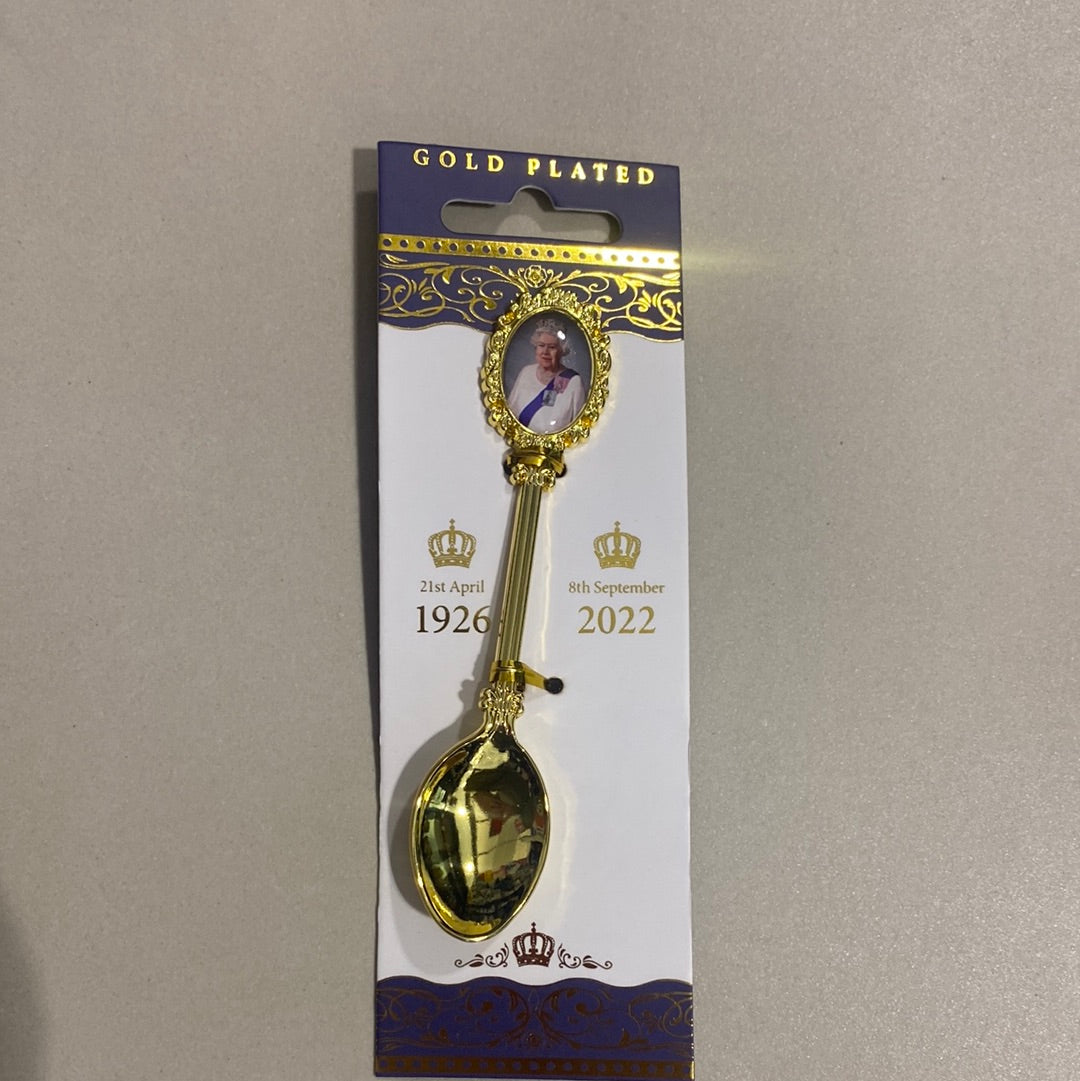 GOLD PLATED
21st April
1926
8th September
2022